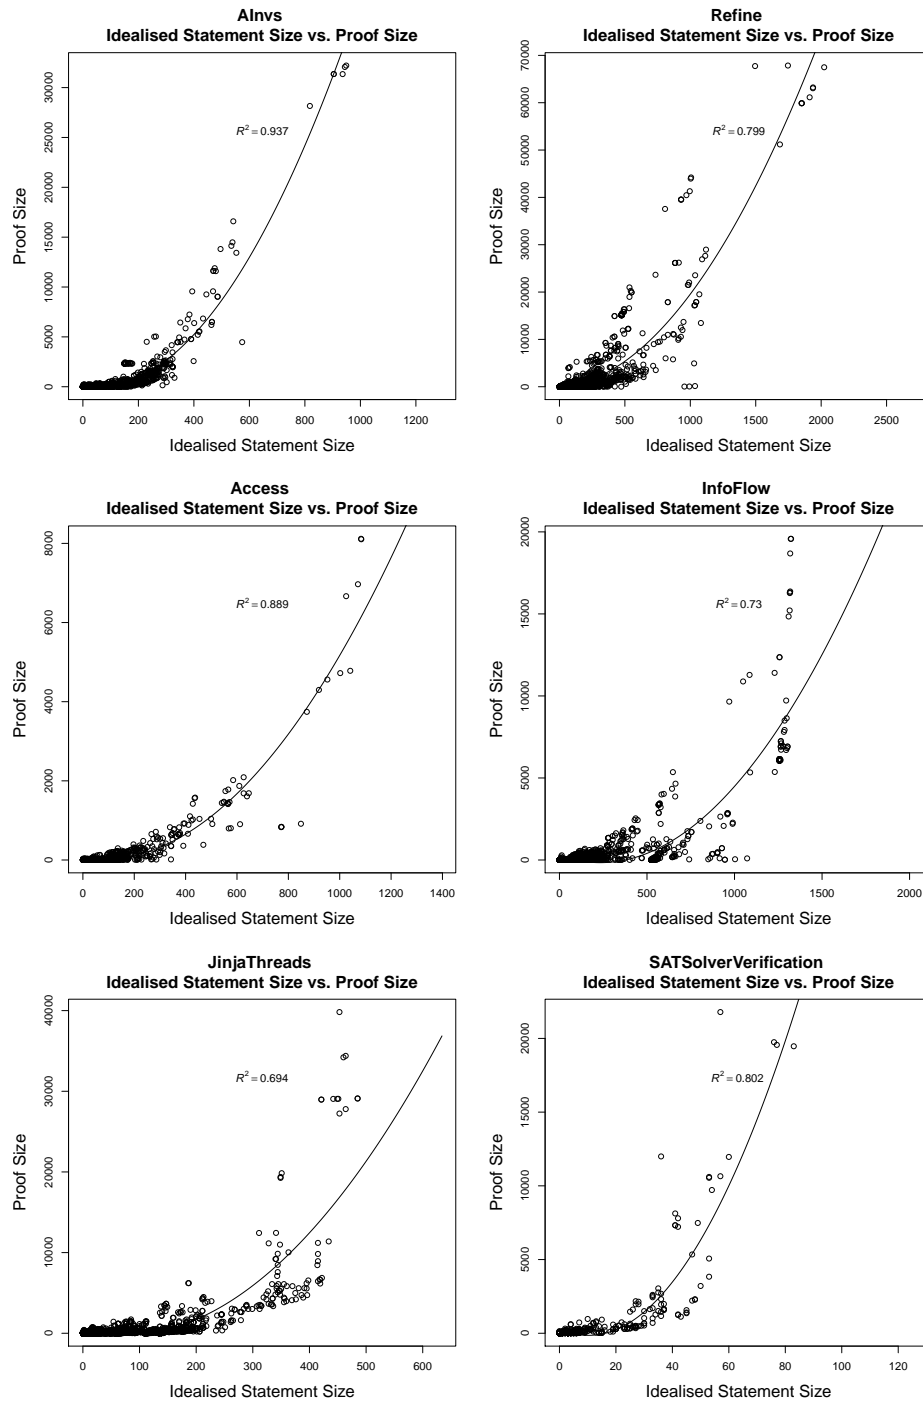 AInvs
Idealised Statement Size vs. Proof Size
30000
25000
20000
15000
10000
5000
0
Proof Size
R² = 0.937
0 200 400 600 800 1000 1200
Idealised Statement Size
Refine
Idealised Statement Size vs. Proof Size
70000
60000
50000
40000
30000
20000
10000
0
Proof Size
R² = 0.799
0 500 1000 1500 2000 2500
Idealised Statement Size
Access
Idealised Statement Size vs. Proof Size
8000
6000
4000
2000
0
Proof Size
R² = 0.889
0 200 400 600 800 1000 1200 1400
Idealised Statement Size
InfoFlow
Idealised Statement Size vs. Proof Size
20000
15000
10000
5000
0
Proof Size
R² = 0.73
0 500 1000 1500 2000
Idealised Statement Size
JinjaThreads
Idealised Statement Size vs. Proof Size
40000
30000
20000
10000
0
Proof Size
R² = 0.694
0 100 200 300 400 500 600
Idealised Statement Size
SATSolverVerification
Idealised Statement Size vs. Proof Size
20000
15000
10000
5000
0
Proof Size
R² = 0.802
0 20 40 60 80 100 120
Idealised Statement Size